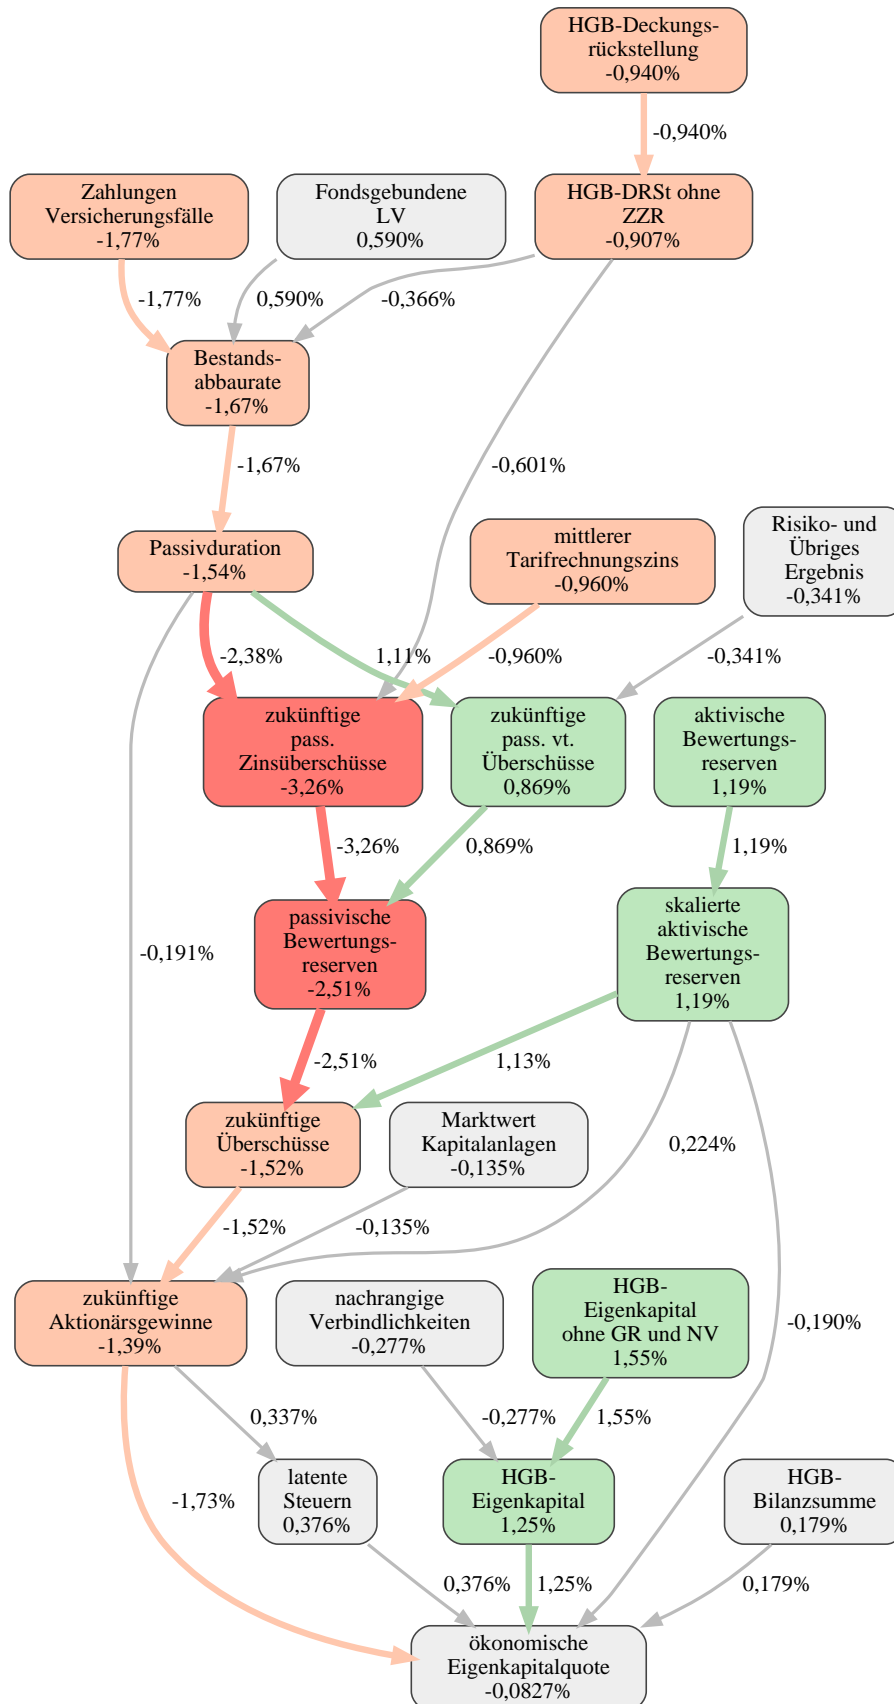 HGB-Deckungs-
rückstellung
-0,940%
-0,940%
Zahlungen
Versicherungsfälle
-1,77%
Fondsgebundene
LV
0,590%
HGB-DRSt ohne
ZZR
-0,907%
-1,77%
0,590%
-0,366%
Bestands-
abbaurate
-1,67%
-1,67%
-0,601%
Passivduration
-1,54%
mittlerer
Tarifrechnungszins
-0,960%
Risiko- und
Übriges
Ergebnis
-0,341%
-2,38%
1,11%
-0,960%
-0,341%
zukünftige
pass.
Zinsüberschüsse
-3,26%
zukünftige
pass. vt.
Überschüsse
0,869%
aktivische
Bewertungs-
reserven
1,19%
-3,26%
0,869%
1,19%
passivische
Bewertungs-
reserven
-2,51%
skalierte
aktivische
Bewertungs-
reserven
1,19%
-0,191%
-2,51%
1,13%
zukünftige
Überschüsse
-1,52%
Marktwert
Kapitalanlagen
-0,135%
0,224%
-1,52%
-0,135%
zukünftige
Aktionärsgewinne
-1,39%
nachrangige
Verbindlichkeiten
-0,277%
HGB-
Eigenkapital
ohne GR und NV
1,55%
-0,190%
0,337%
-0,277%
1,55%
-1,73%
latente
Steuern
0,376%
HGB-
Eigenkapital
1,25%
HGB-
Bilanzsumme
0,179%
0,376%
1,25%
0,179%
ökonomische
Eigenkapitalquote
-0,0827%